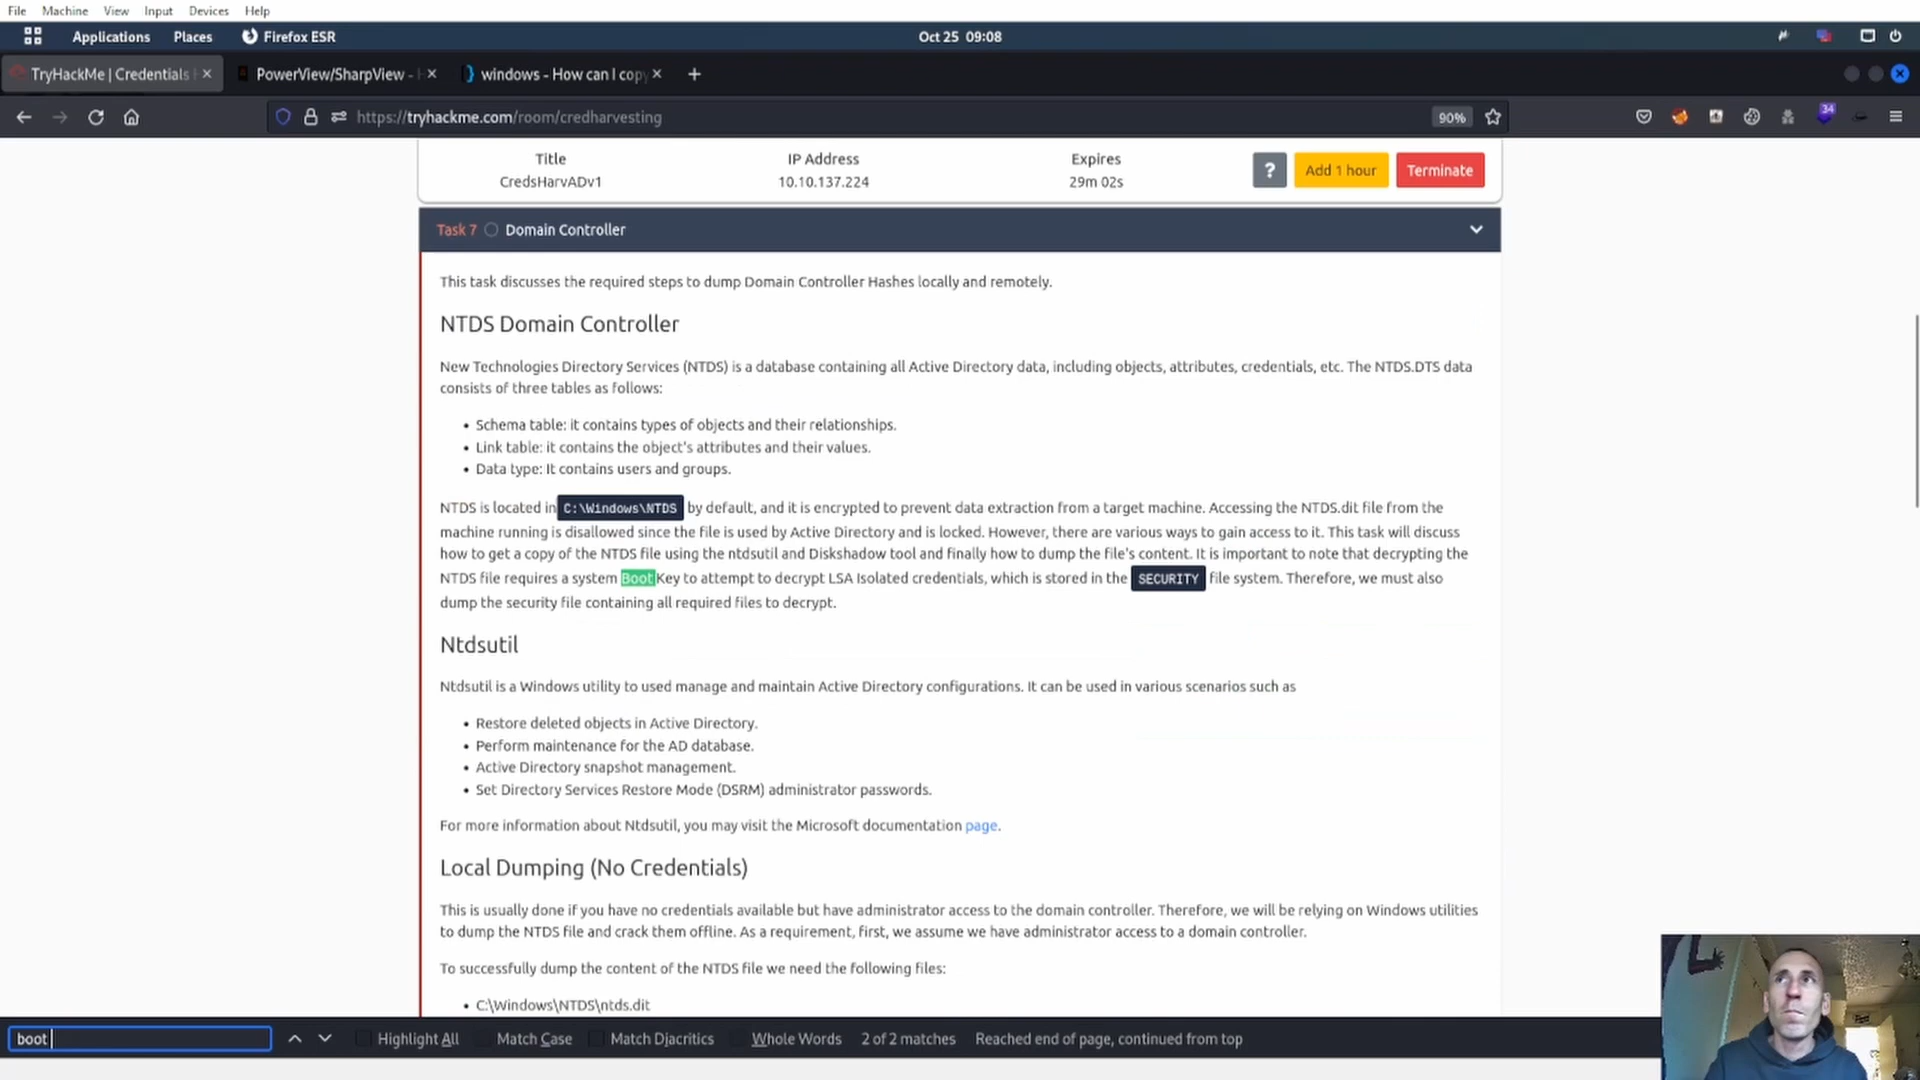 File Machine View Input Devices Help
Applications Places Firefox ESR Oct 25 09:08
TryHackMe | Credentials PowerView/SharpView - windows - How can I copy
https://tryhackme.com/room/credharvesting 90% 34
Title IP Address Expires
CredsHarvADv1 10.10.137.224 29m 02s ? Add 1 hour Terminate
Task 7 Domain Controller
This task discusses the required steps to dump Domain Controller Hashes locally and remotely.
NTDS Domain Controller
New Technologies Directory Services (NTDS) is a database containing all Active Directory data, including objects, attributes, credentials, etc. The NTDS.DTS data
consists of three tables as follows:
• Schema table: it contains types of objects and their relationships.
• Link table: it contains the object's attributes and their values.
• Data type: It contains users and groups.
NTDS is located in C:\Windows\NTDS by default, and it is encrypted to prevent data extraction from a target machine. Accessing the NTDS.dit file from the
machine running is disallowed since the file is used by Active Directory and is locked. However, there are various ways to gain access to it. This task will discuss
how to get a copy of the NTDS file using the ntdsutil and Diskshadow tool and finally how to dump the file's content. It is important to note that decrypting the
NTDS file requires a system Boot Key to attempt to decrypt LSA Isolated credentials, which is stored in the SECURITY file system. Therefore, we must also
dump the security file containing all required files to decrypt.
Ntdsutil
Ntdsutil is a Windows utility to used manage and maintain Active Directory configurations. It can be used in various scenarios such as
• Restore deleted objects in Active Directory.
• Perform maintenance for the AD database.
• Active Directory snapshot management.
• Set Directory Services Restore Mode (DSRM) administrator passwords.
For more information about Ntdsutil, you may visit the Microsoft documentation page.
Local Dumping (No Credentials)
This is usually done if you have no credentials available but have administrator access to the domain controller. Therefore, we will be relying on Windows utilities
to dump the NTDS file and crack them offline. As a requirement, first, we assume we have administrator access to a domain controller.
To successfully dump the content of the NTDS file we need the following files:
• C:\Windows\NTDS\ntds.dit
boot Highlight All Match Case Match Diacritics Whole Words 2 of 2 matches Reached end of page, continued from top